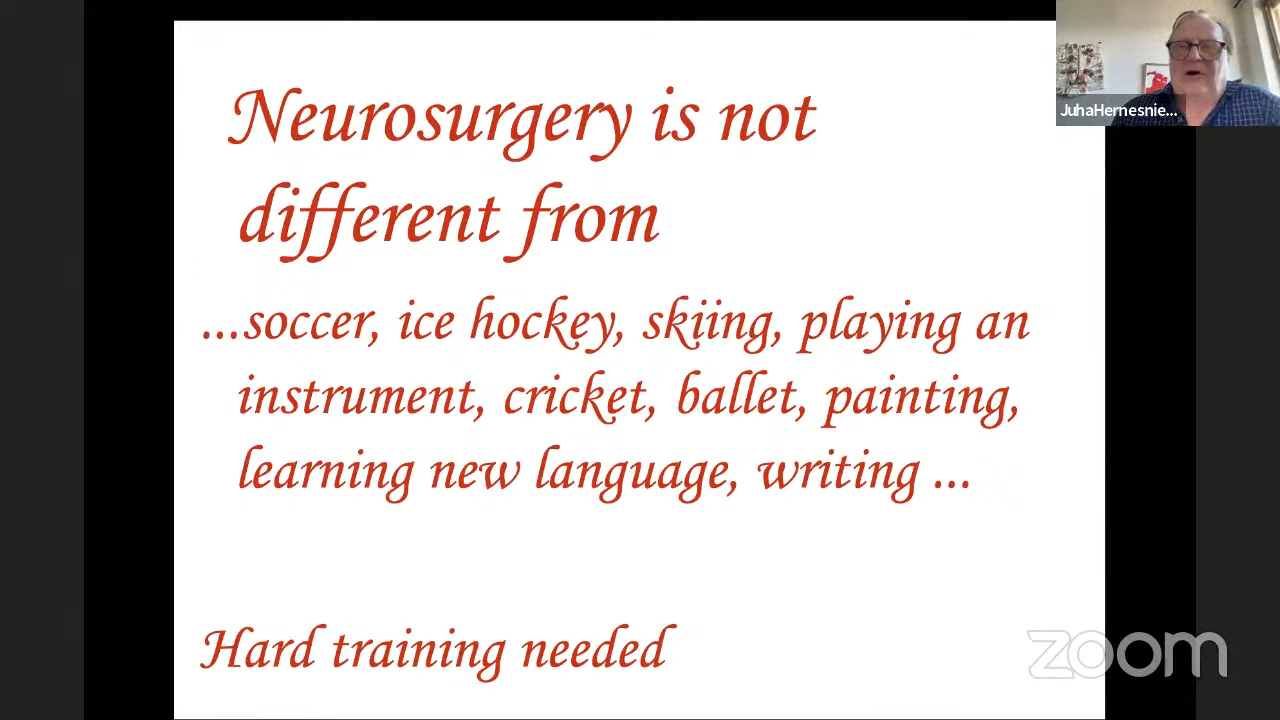 Neurosurgery is not
different from
...soccer, ice hockey, skiing, playing an
instrument, cricket, ballet, painting,
learning new language, writing ...
Hard training needed
JuhaHernesnie...
zoom